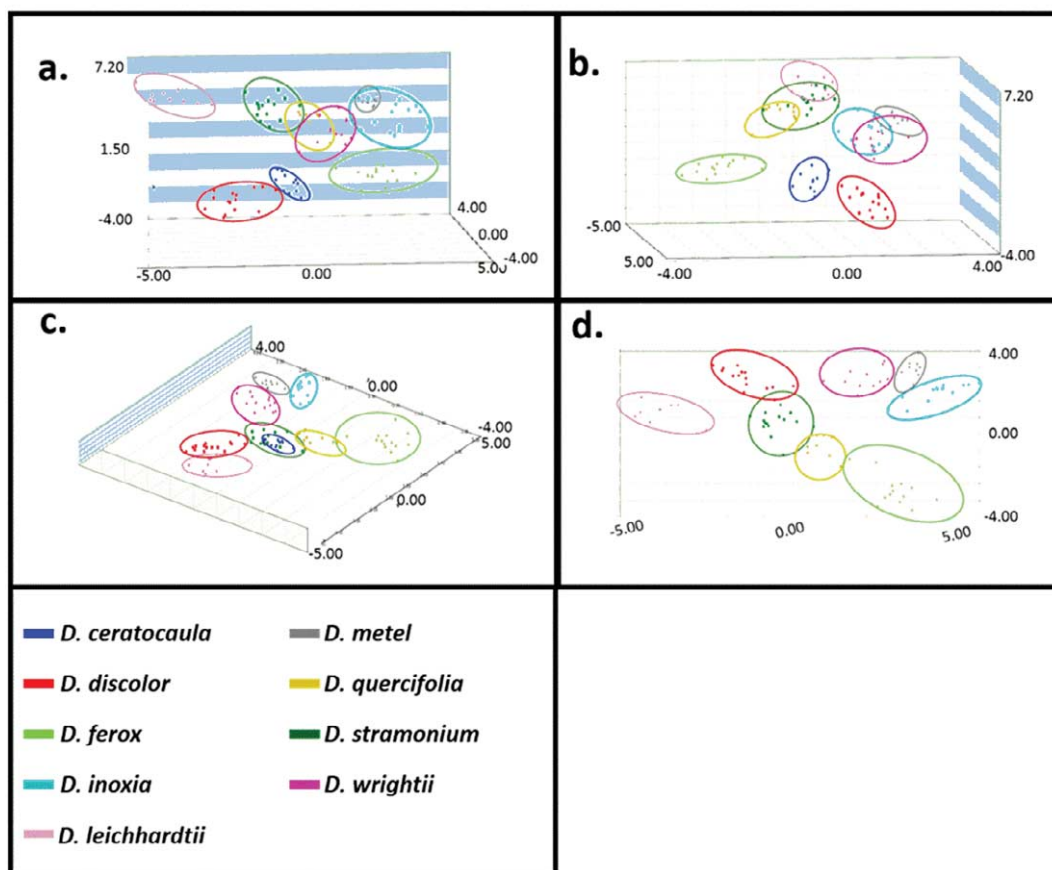 a.
7.20
1.50
-4.00
-5.00
0.00
5.00
4.00
0.00
-4.00
b.
7.20
-5.00
5.00
-4.00
0.00
4.00
-4.00
c.
4.00
0.00
-4.00
5.00
0.00
-5.00
d.
4.00
0.00
-4.00
-5.00
0.00
5.00
D. ceratocaula
D. metel
D. discolor
D. quercifolia
D. ferox
D. stramonium
D. inoxia
D. wrightii
D. leichhardtii